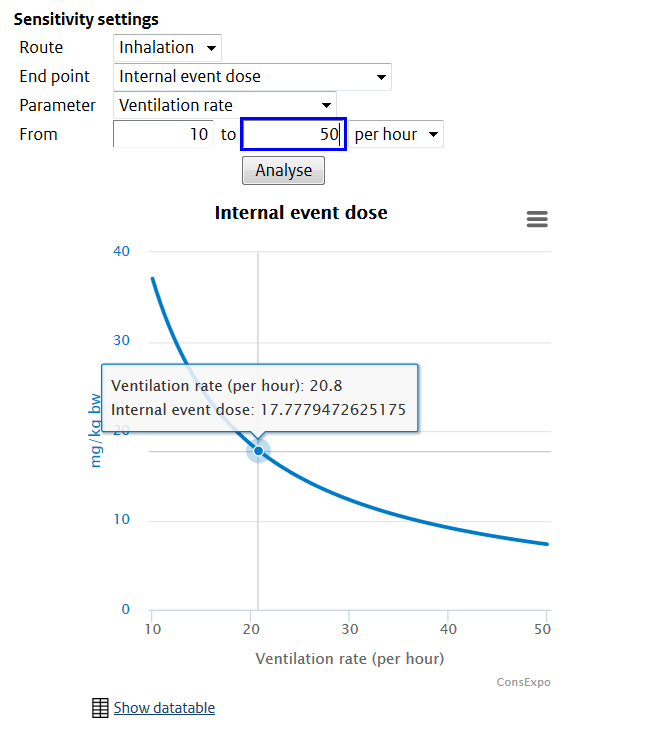 Sensitivity settings
Route Inhalation
End point Internal event dose
Parameter Ventilation rate
From 10 to 50 per hour
Analyse
Internal event dose
40
30
Ventilation rate (per hour): 20.8
Internal event dose: 17.7779472625175
mg/kg bw
20
10
0
10 20 30 40 50
Ventilation rate (per hour)
ConsExpo
Show datatable